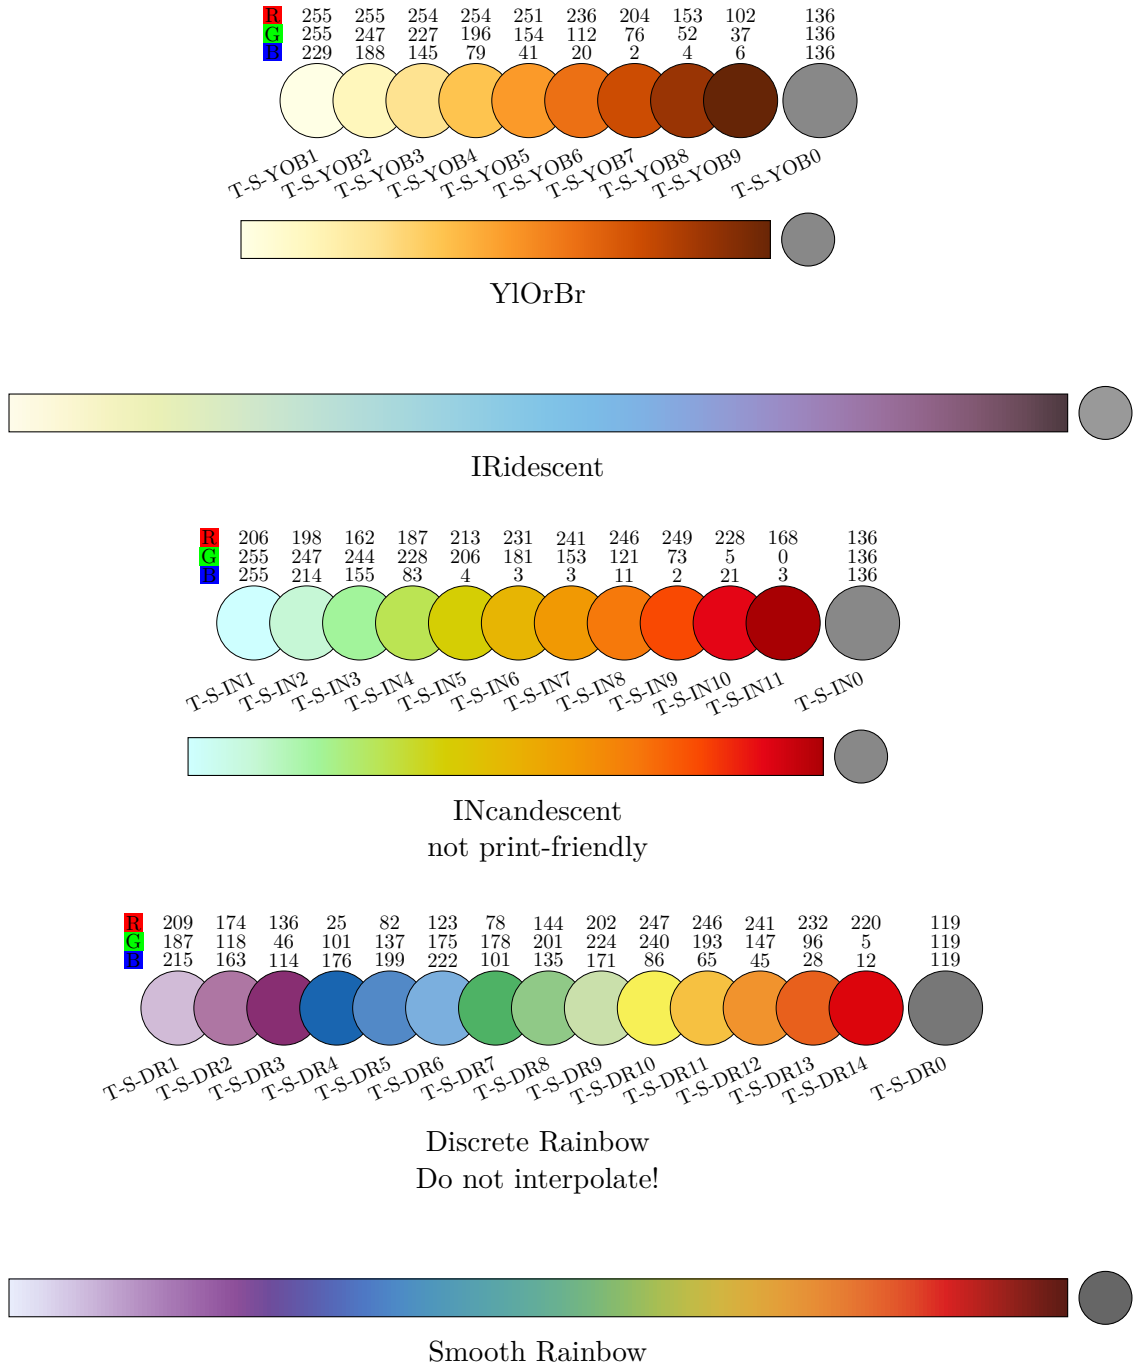 R 255 255 254 254 251 236 204 153 102 136
G 255 247 227 196 154 112 76 52 37 136
B 229 188 145 79 41 20 2 4 6 136
T-S-YOB1 T-S-YOB2 T-S-YOB3 T-S-YOB4 T-S-YOB5 T-S-YOB6 T-S-YOB7 T-S-YOB8 T-S-YOB9 T-S-YOB0
YlOrBr
IRidescent
R 206 198 162 187 213 231 241 246 249 228 168 136
G 255 247 244 228 206 181 153 121 73 5 0 136
B 255 214 155 83 4 3 3 11 2 21 3 136
T-S-IN1 T-S-IN2 T-S-IN3 T-S-IN4 T-S-IN5 T-S-IN6 T-S-IN7 T-S-IN8 T-S-IN9 T-S-IN10 T-S-IN11 T-S-IN0
INcandescent
not print-friendly
R 209 174 136 25 82 123 78 144 202 247 246 241 232 220 119
G 187 118 46 101 137 175 178 201 224 240 193 147 96 5 119
B 215 163 114 176 199 222 101 135 171 86 65 45 28 12 119
T-S-DR1 T-S-DR2 T-S-DR3 T-S-DR4 T-S-DR5 T-S-DR6 T-S-DR7 T-S-DR8 T-S-DR9 T-S-DR10 T-S-DR11 T-S-DR12 T-S-DR13 T-S-DR14 T-S-DR0
Discrete Rainbow
Do not interpolate!
Smooth Rainbow